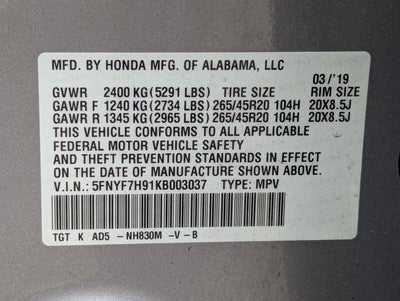 MFD. BY HONDA MFG. OF ALABAMA, LLC
03/'19
GVWR 2400 KG(5291 LBS) TIRE SIZE RIM SIZE
GAWR F 1240 KG(2734 LBS) 265/45R20 104H 20X8.5J
GAWR R 1345 KG(2965 LBS) 265/45R20 104H 20X8.5J
THIS VEHICLE CONFORMS TO ALL APPLICABLE
FEDERAL MOTOR VEHICLE SAFETY AND
ANTI-THEFT PREVENTION STANDARDS IN EFFECT
ON THE DATE OF MANUFACTURE SHOWN ABOVE.
V.I.N.: 5FNYF7H91KB003037 TYPE: MPV
TGT K AD5 -NH830M -V-B